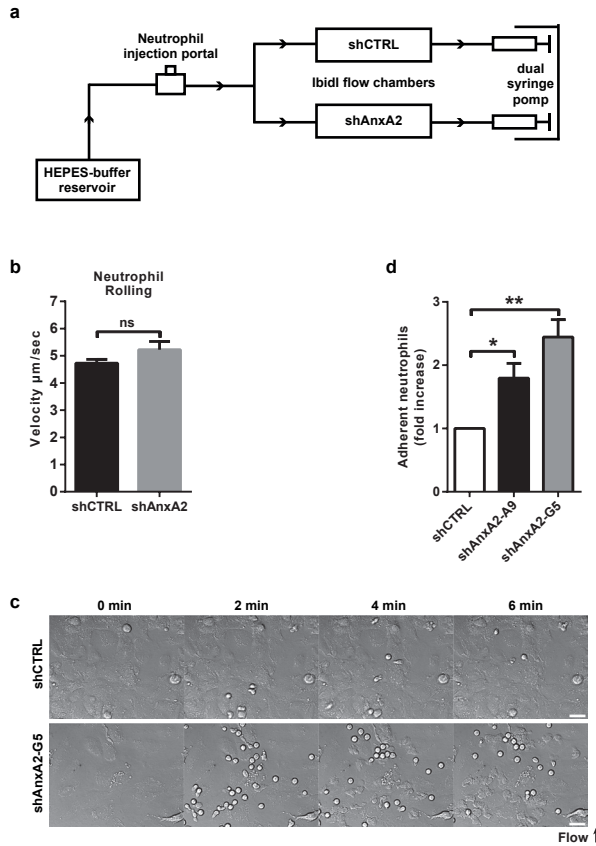 a
Neutrophil
injection portal
shCTRL
Ibidl flow chambers
shAnxA2
dual
syringe
pomp
HEPES-buffer
reservoir
b
Neutrophil
Rolling
Velocity µm/sec
7
6
5
4
3
2
1
0
ns
shCTRL
shAnxA2
d
Adherent neutrophils
(fold increase)
3
2
1
0
**
*
shCTRL
shAnxA2-A9
shAnxA2-G5
c
0 min
2 min
4 min
6 min
shCTRL
shAnxA2-G5
Flow